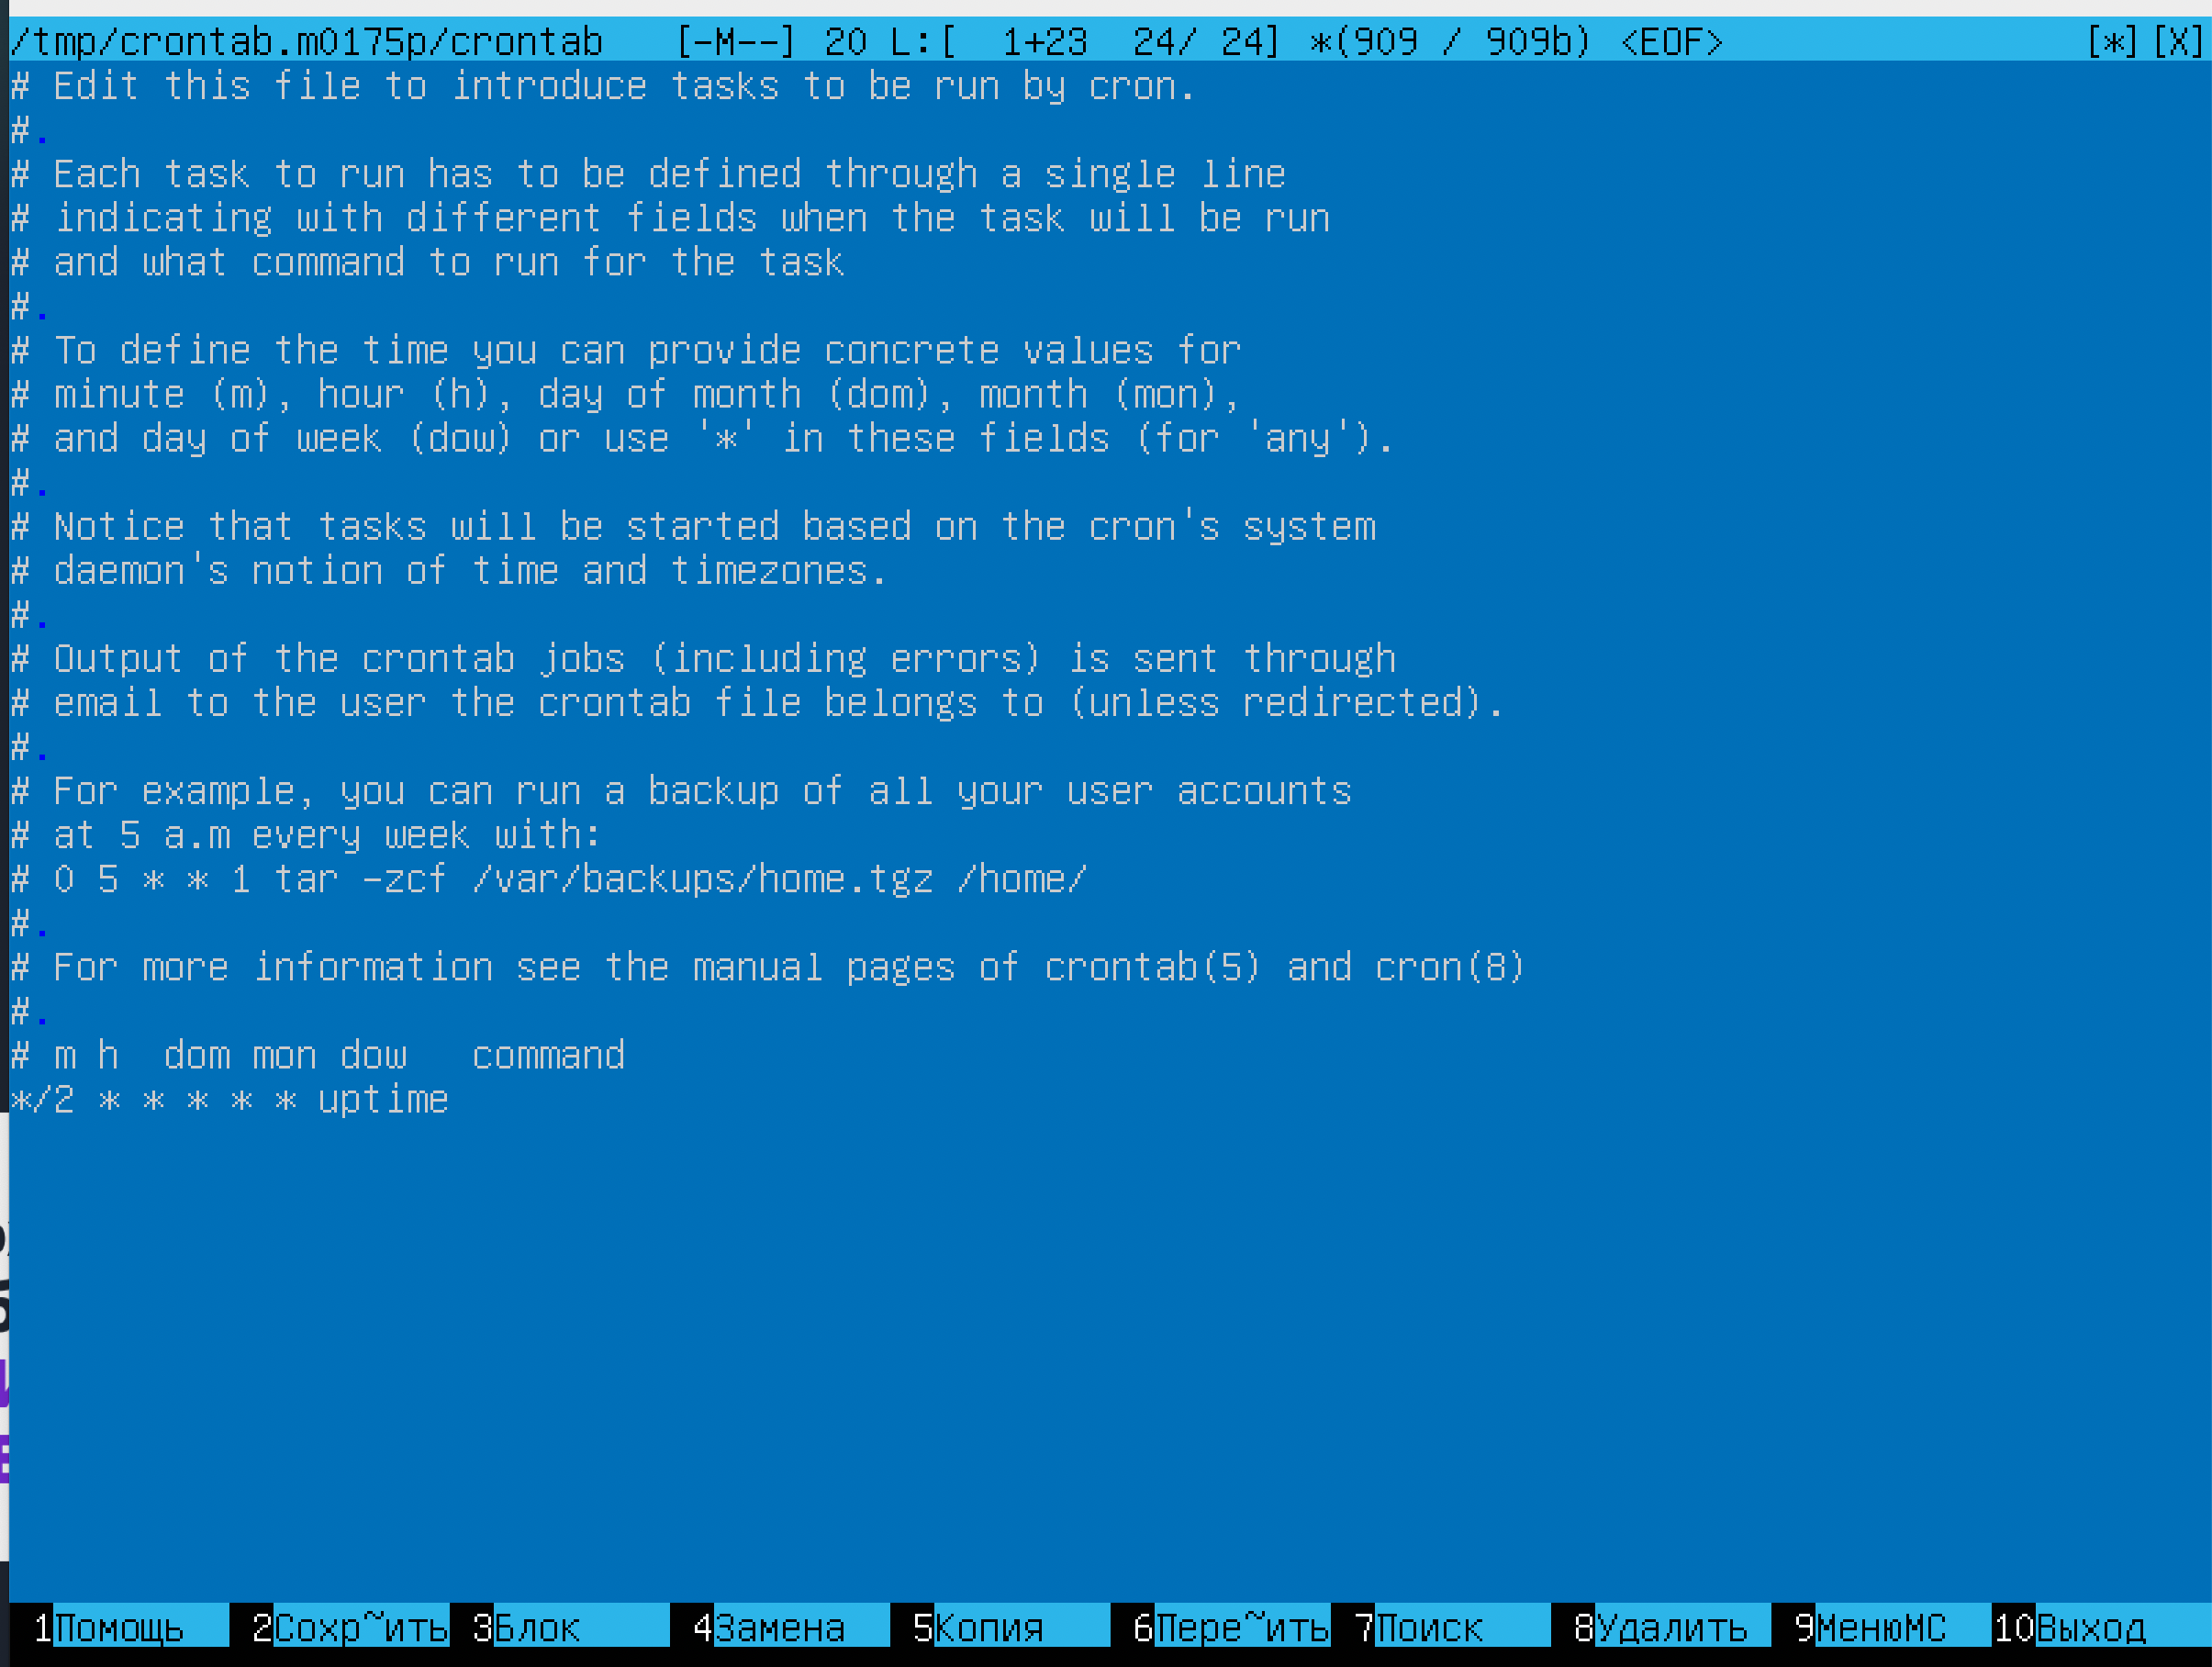 /tmp/crontab.m0175p/crontab   [-M--] 20 L:[  1+23  24/ 24] *(909 / 909b) <EOF>   [*][X]
# Edit this file to introduce tasks to be run by cron.
#.
# Each task to run has to be defined through a single line
# indicating with different fields when the task will be run
# and what command to run for the task
#.
# To define the time you can provide concrete values for
# minute (m), hour (h), day of month (dom), month (mon),
# and day of week (dow) or use '*' in these fields (for 'any').
#.
# Notice that tasks will be started based on the cron's system
# daemon's notion of time and timezones.
#.
# Output of the crontab jobs (including errors) is sent through
# email to the user the crontab file belongs to (unless redirected).
#.
# For example, you can run a backup of all your user accounts
# at 5 a.m every week with:
# 0 5 * * 1 tar -zcf /var/backups/home.tgz /home/
#.
# For more information see the manual pages of crontab(5) and cron(8)
#.
# m h  dom mon dow   command
*/2 * * * * * uptime
1Помощь 2Сохр~ить 3Блок 4Замена 5Копия 6Пере~ить 7Поиск 8Удалить 9МенюMC 10Выход